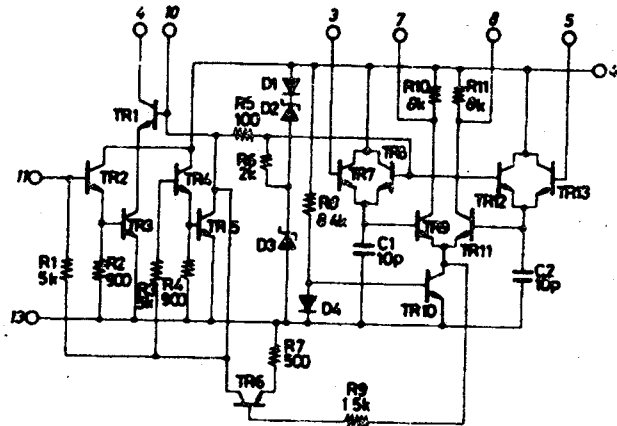 4 10 3 7 8 5
D1
R10 R11
8k 8k
D2
R5
100
TR1
R6
2k
TR8
11 TR2 TR4 TR7
TR12 TR13
R8
8.4k
TR3 TR5 D3 TR9 TR11
C1
10p
R1
5k
R2
900
R4
900
C2
10p
TR10
13 D4
R7
500
TR6
R9
1.5k